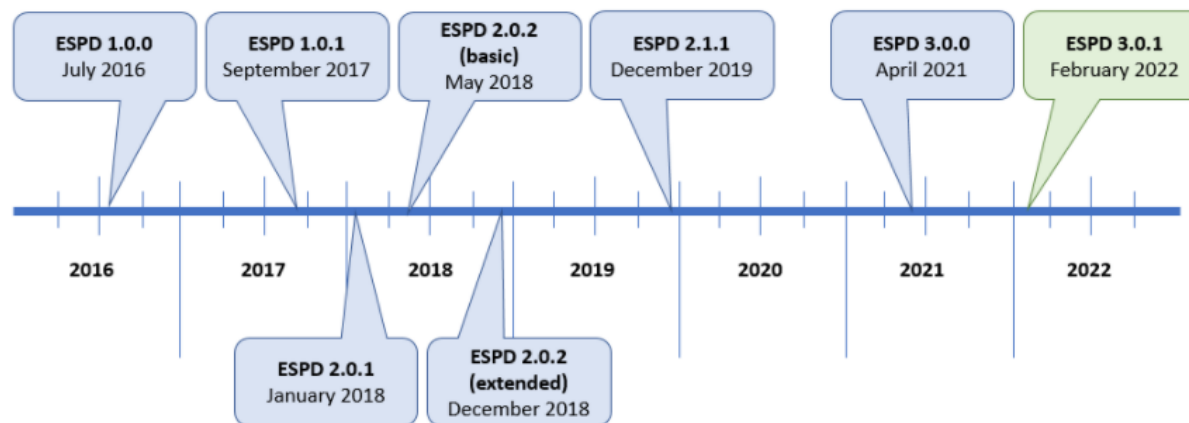 ESPD 1.0.0
July 2016
ESPD 1.0.1
September 2017
ESPD 2.0.2
(basic)
May 2018
ESPD 2.1.1
December 2019
ESPD 3.0.0
April 2021
ESPD 3.0.1
February 2022
2016
2017
2018
2019
2020
2021
2022
ESPD 2.0.1
January 2018
ESPD 2.0.2
(extended)
December 2018